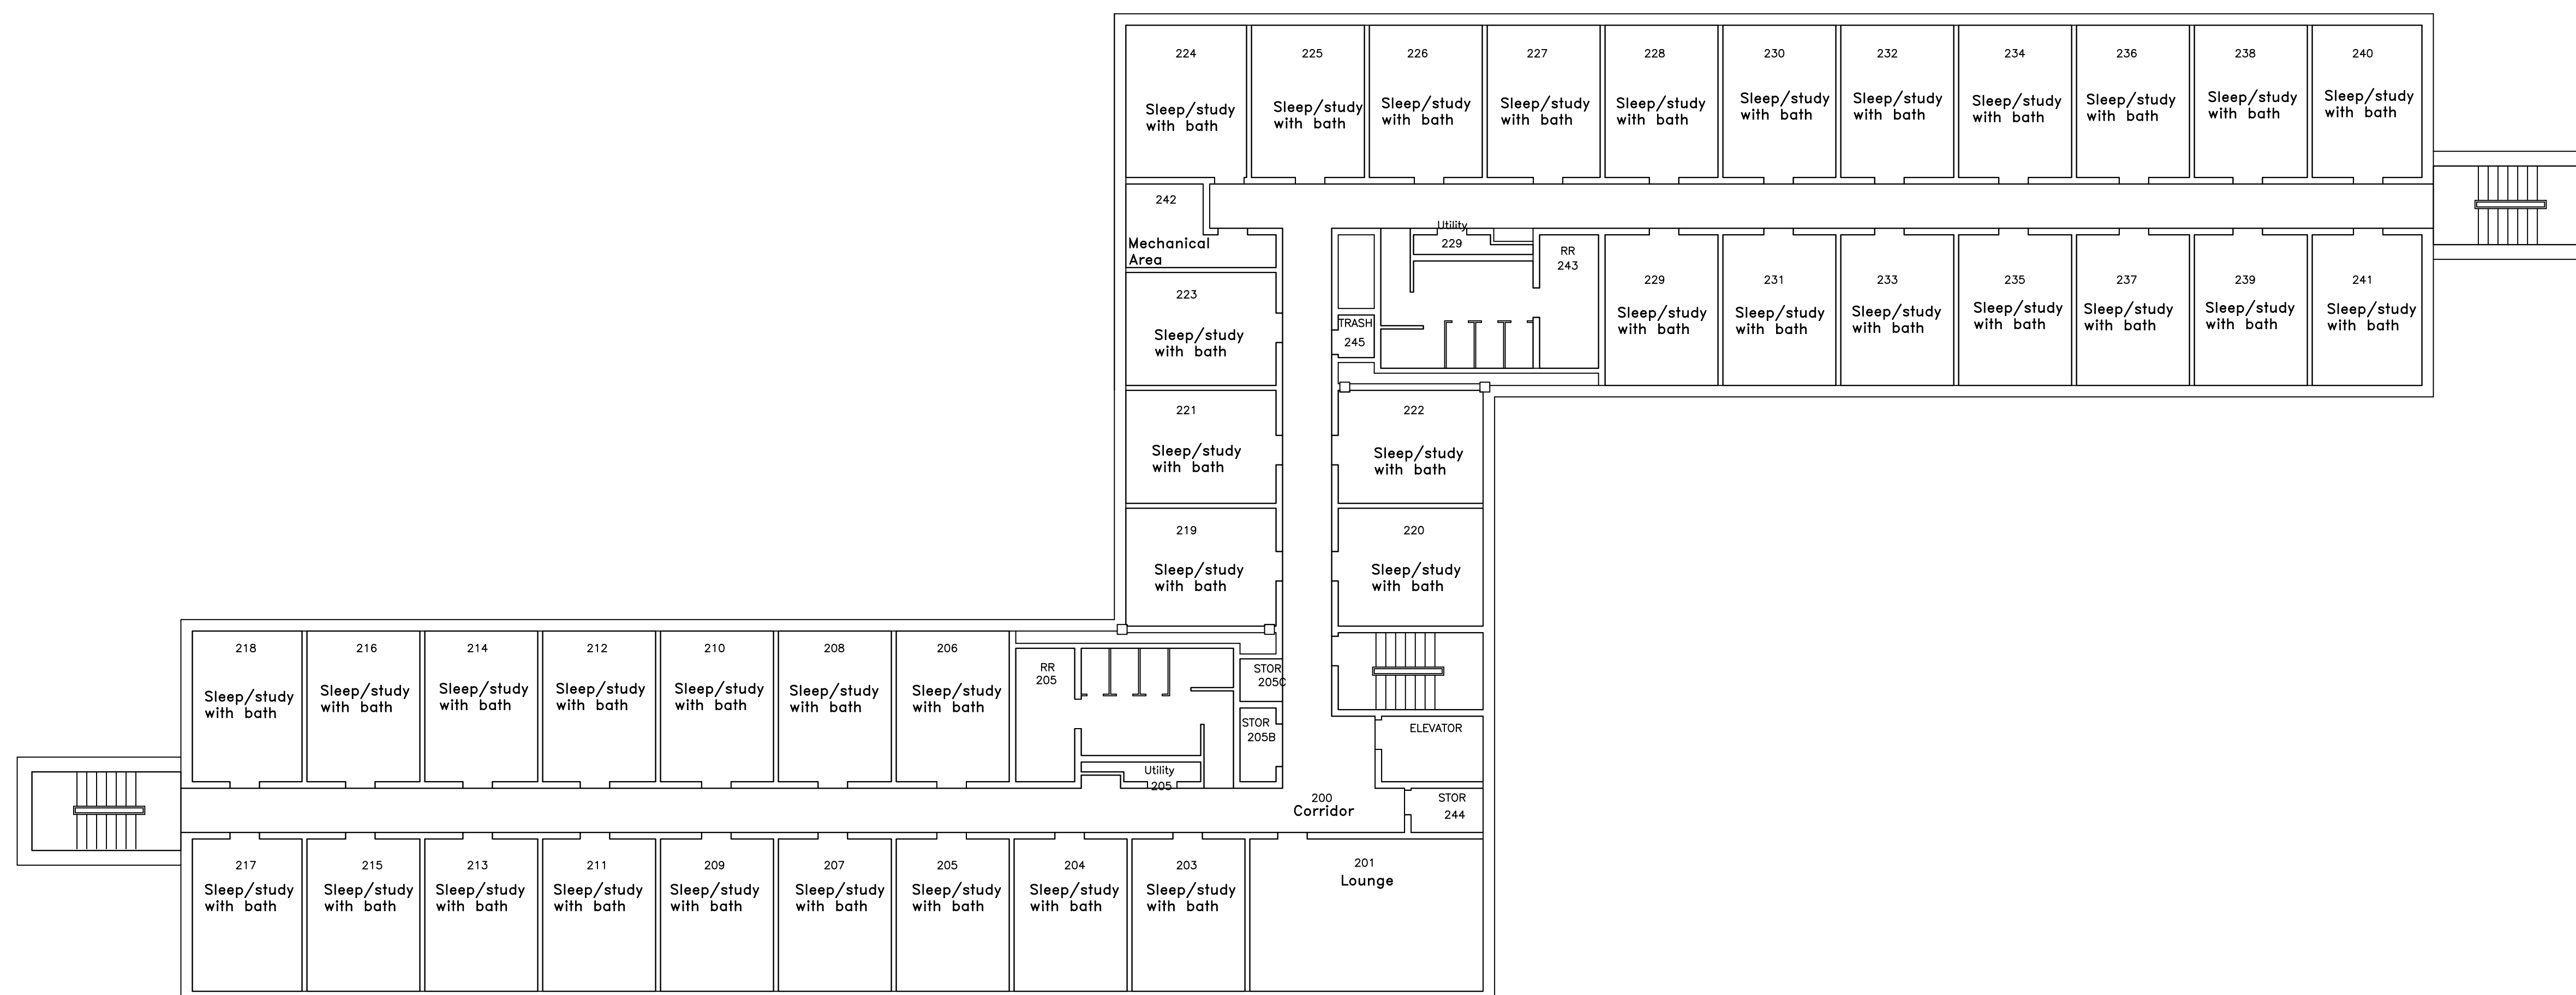 224
Sleep/study
with bath
225
Sleep/study
with bath
226
Sleep/study
with bath
227
Sleep/study
with bath
228
Sleep/study
with bath
230
Sleep/study
with bath
232
Sleep/study
with bath
234
Sleep/study
with bath
236
Sleep/study
with bath
238
Sleep/study
with bath
240
Sleep/study
with bath
242
Mechanical
Area
Utility
229
RR
243
229
Sleep/study
with bath
231
Sleep/study
with bath
233
Sleep/study
with bath
235
Sleep/study
with bath
237
Sleep/study
with bath
239
Sleep/study
with bath
241
Sleep/study
with bath
223
Sleep/study
with bath
TRASH
245
221
Sleep/study
with bath
222
Sleep/study
with bath
219
Sleep/study
with bath
220
Sleep/study
with bath
218
Sleep/study
with bath
216
Sleep/study
with bath
214
Sleep/study
with bath
212
Sleep/study
with bath
210
Sleep/study
with bath
208
Sleep/study
with bath
206
Sleep/study
with bath
RR
205
STOR
205C
STOR
205B
ELEVATOR
Utility
205
200
Corridor
STOR
244
217
Sleep/study
with bath
215
Sleep/study
with bath
213
Sleep/study
with bath
211
Sleep/study
with bath
209
Sleep/study
with bath
207
Sleep/study
with bath
205
Sleep/study
with bath
204
Sleep/study
with bath
203
Sleep/study
with bath
201
Lounge